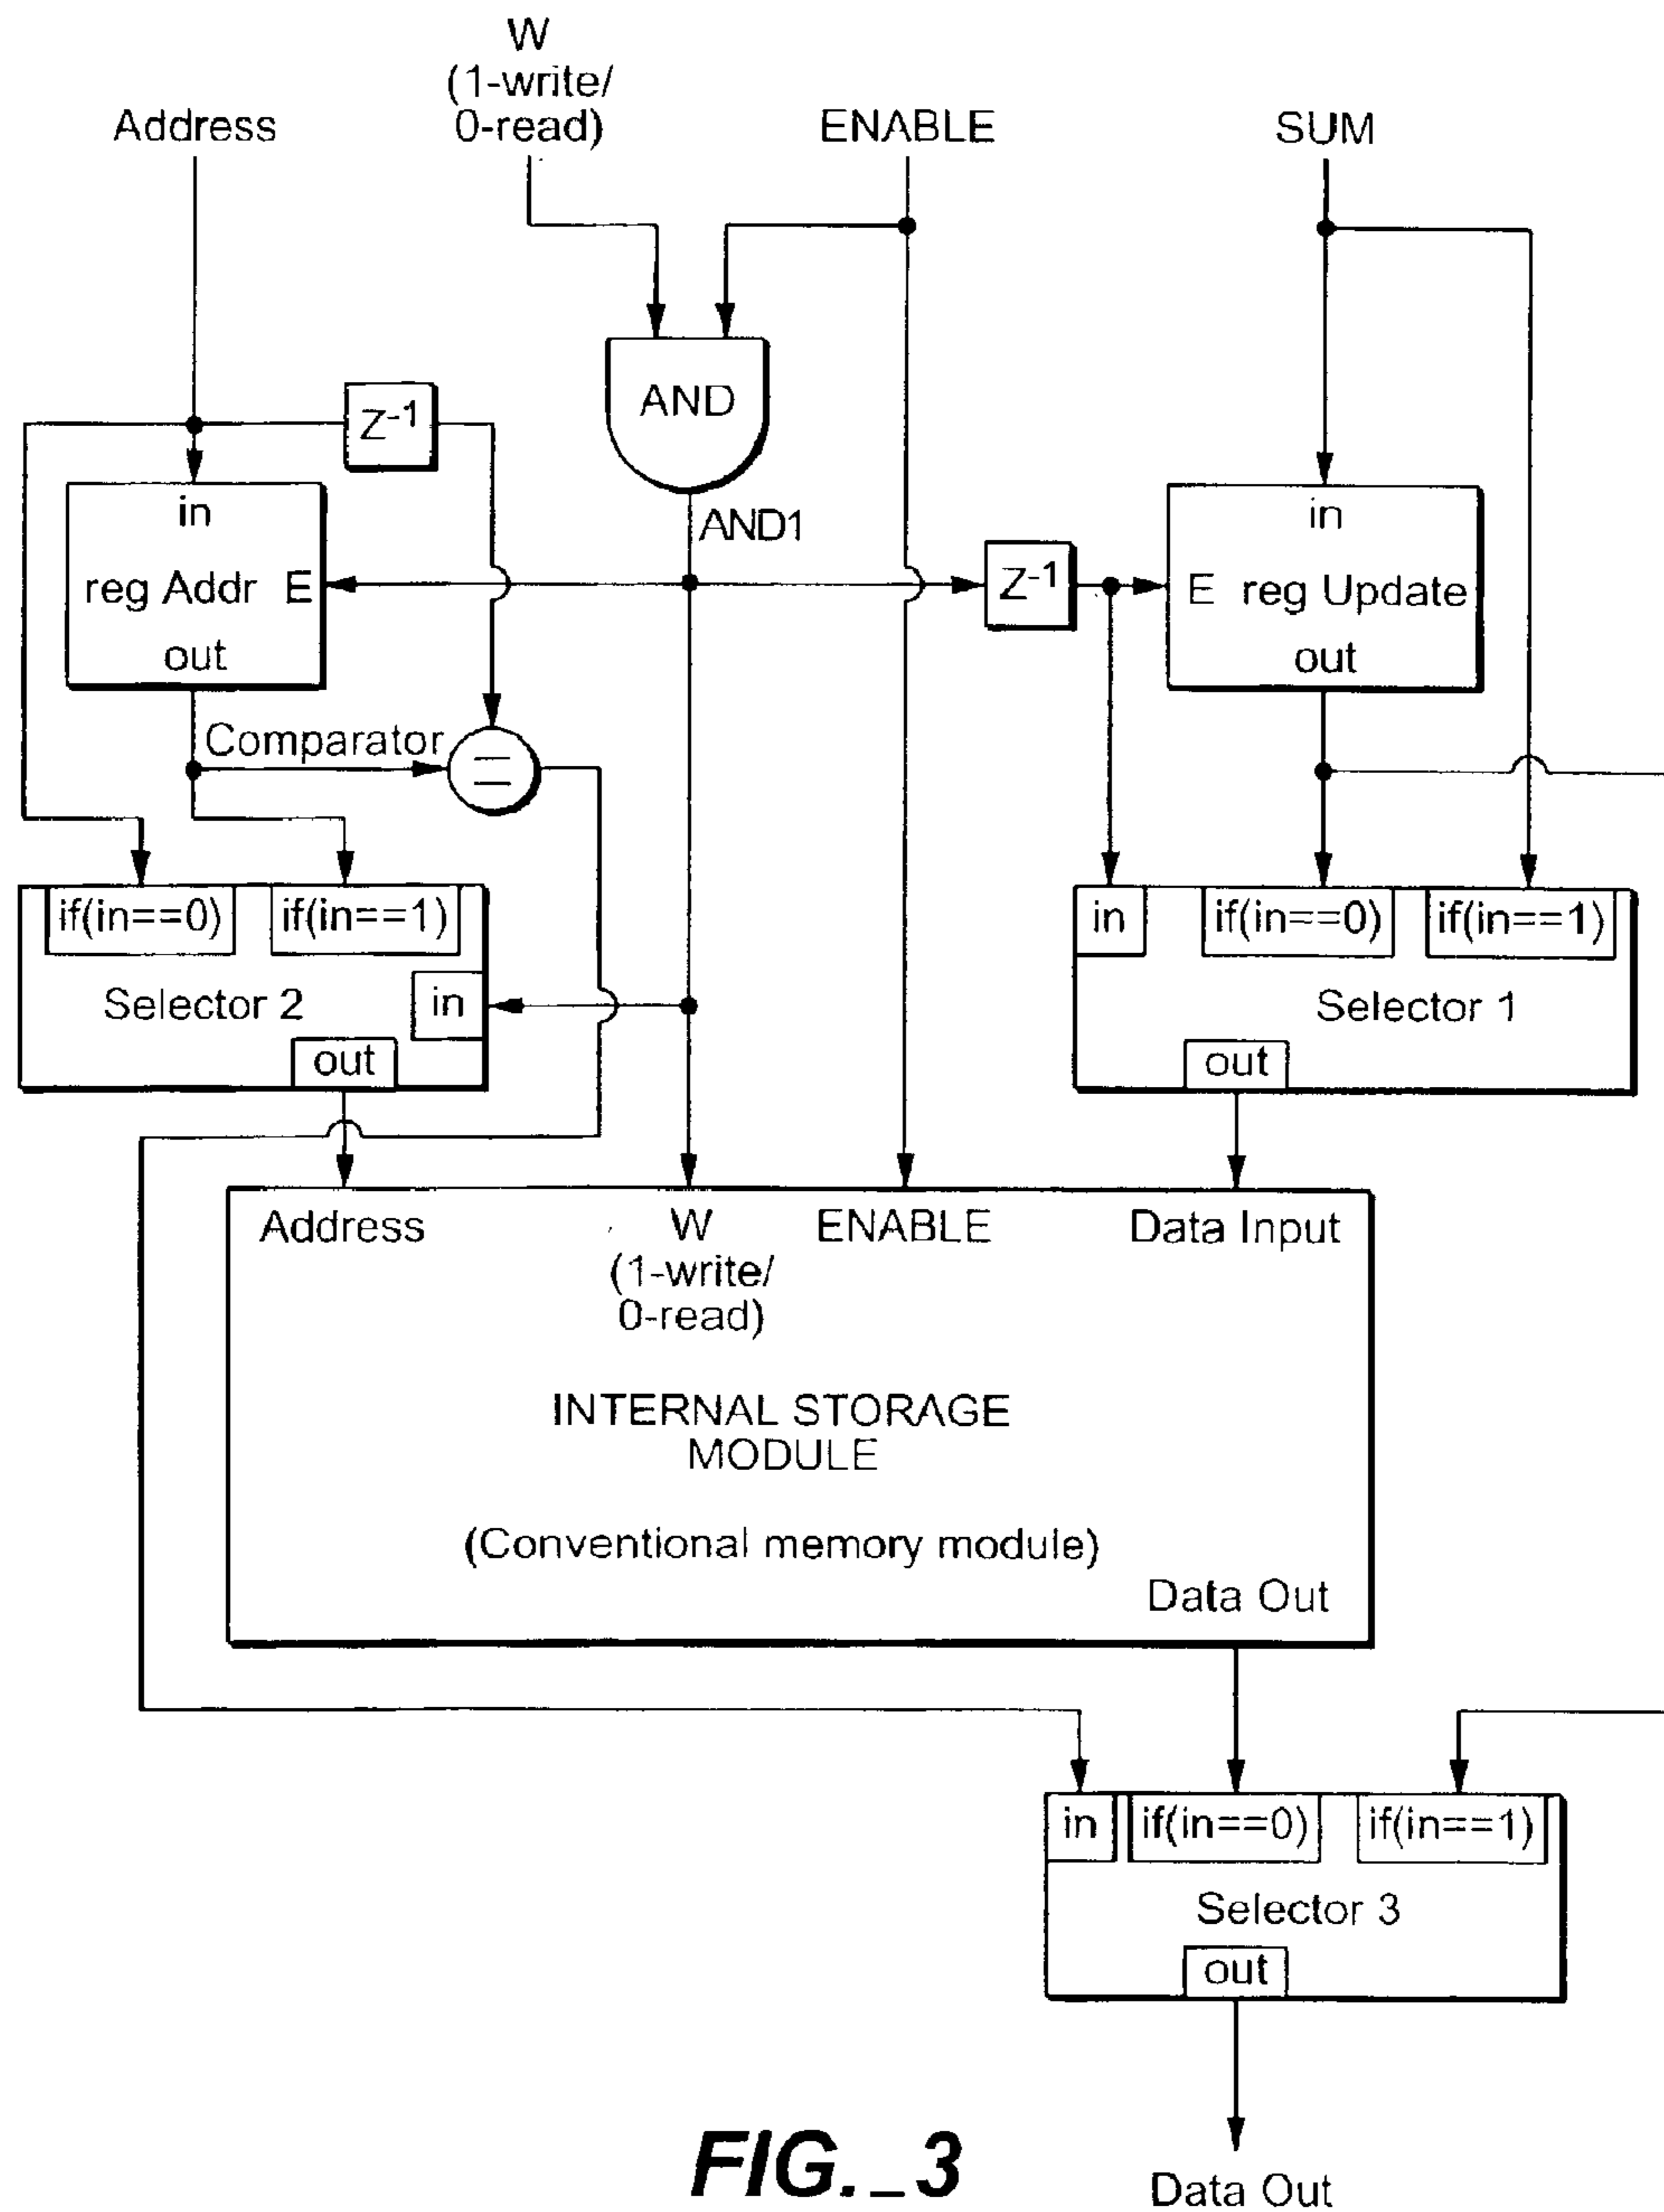 W
(1-write/
0-read)
Address
ENABLE
SUM
AND
Z-1
in
reg Addr E
out
AND1
Z-1
in
E reg Update
out
Comparator
=
if(in==0)
if(in==1)
in
Selector 2
out
in
if(in==0)
if(in==1)
Selector 1
out
Address
W
(1-write/
0-read)
ENABLE
Data Input
INTERNAL STORAGE
MODULE
(Conventional memory module)
Data Out
in
if(in==0)
if(in==1)
Selector 3
out
FIG._3
Data Out